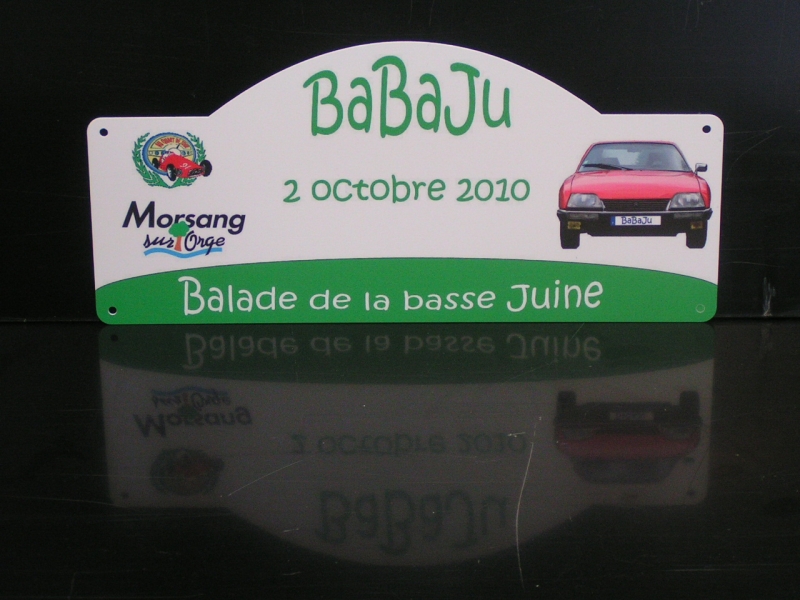 BaBaJu
2 octobre 2010
Morsang
sur Orge
BaBaJu
Balade de la basse Juine